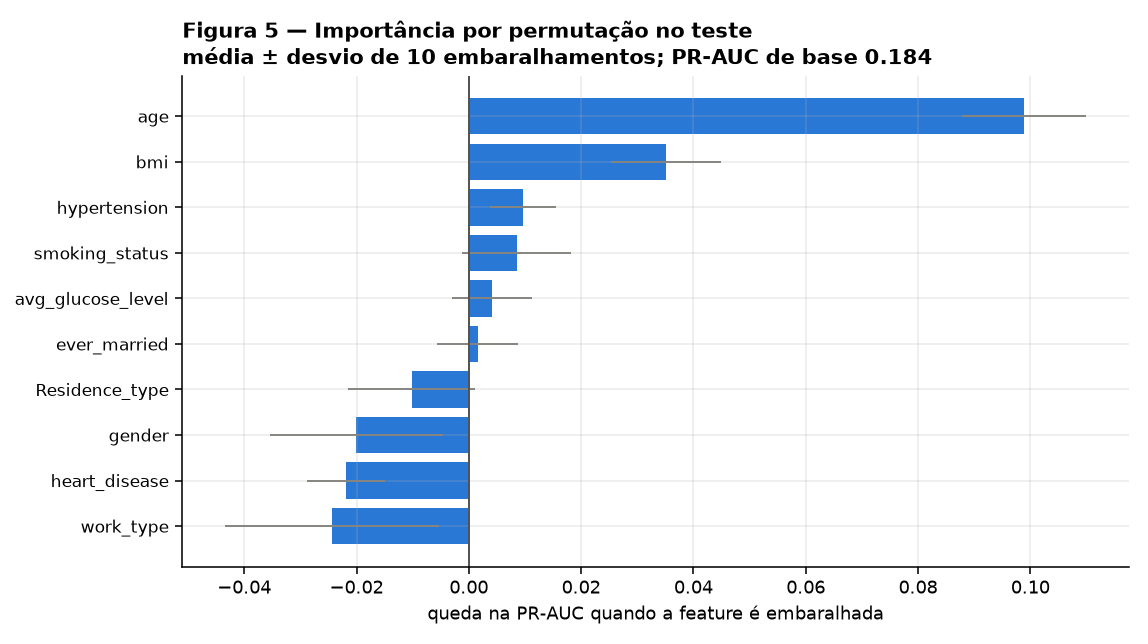 Figura 5 — Importância por permutação no teste
média ± desvio de 10 embaralhamentos; PR-AUC de base 0.184
age
bmi
hypertension
smoking_status
avg_glucose_level
ever_married
Residence_type
gender
heart_disease
work_type
−0.04 −0.02 0.00 0.02 0.04 0.06 0.08 0.10
queda na PR-AUC quando a feature é embaralhada